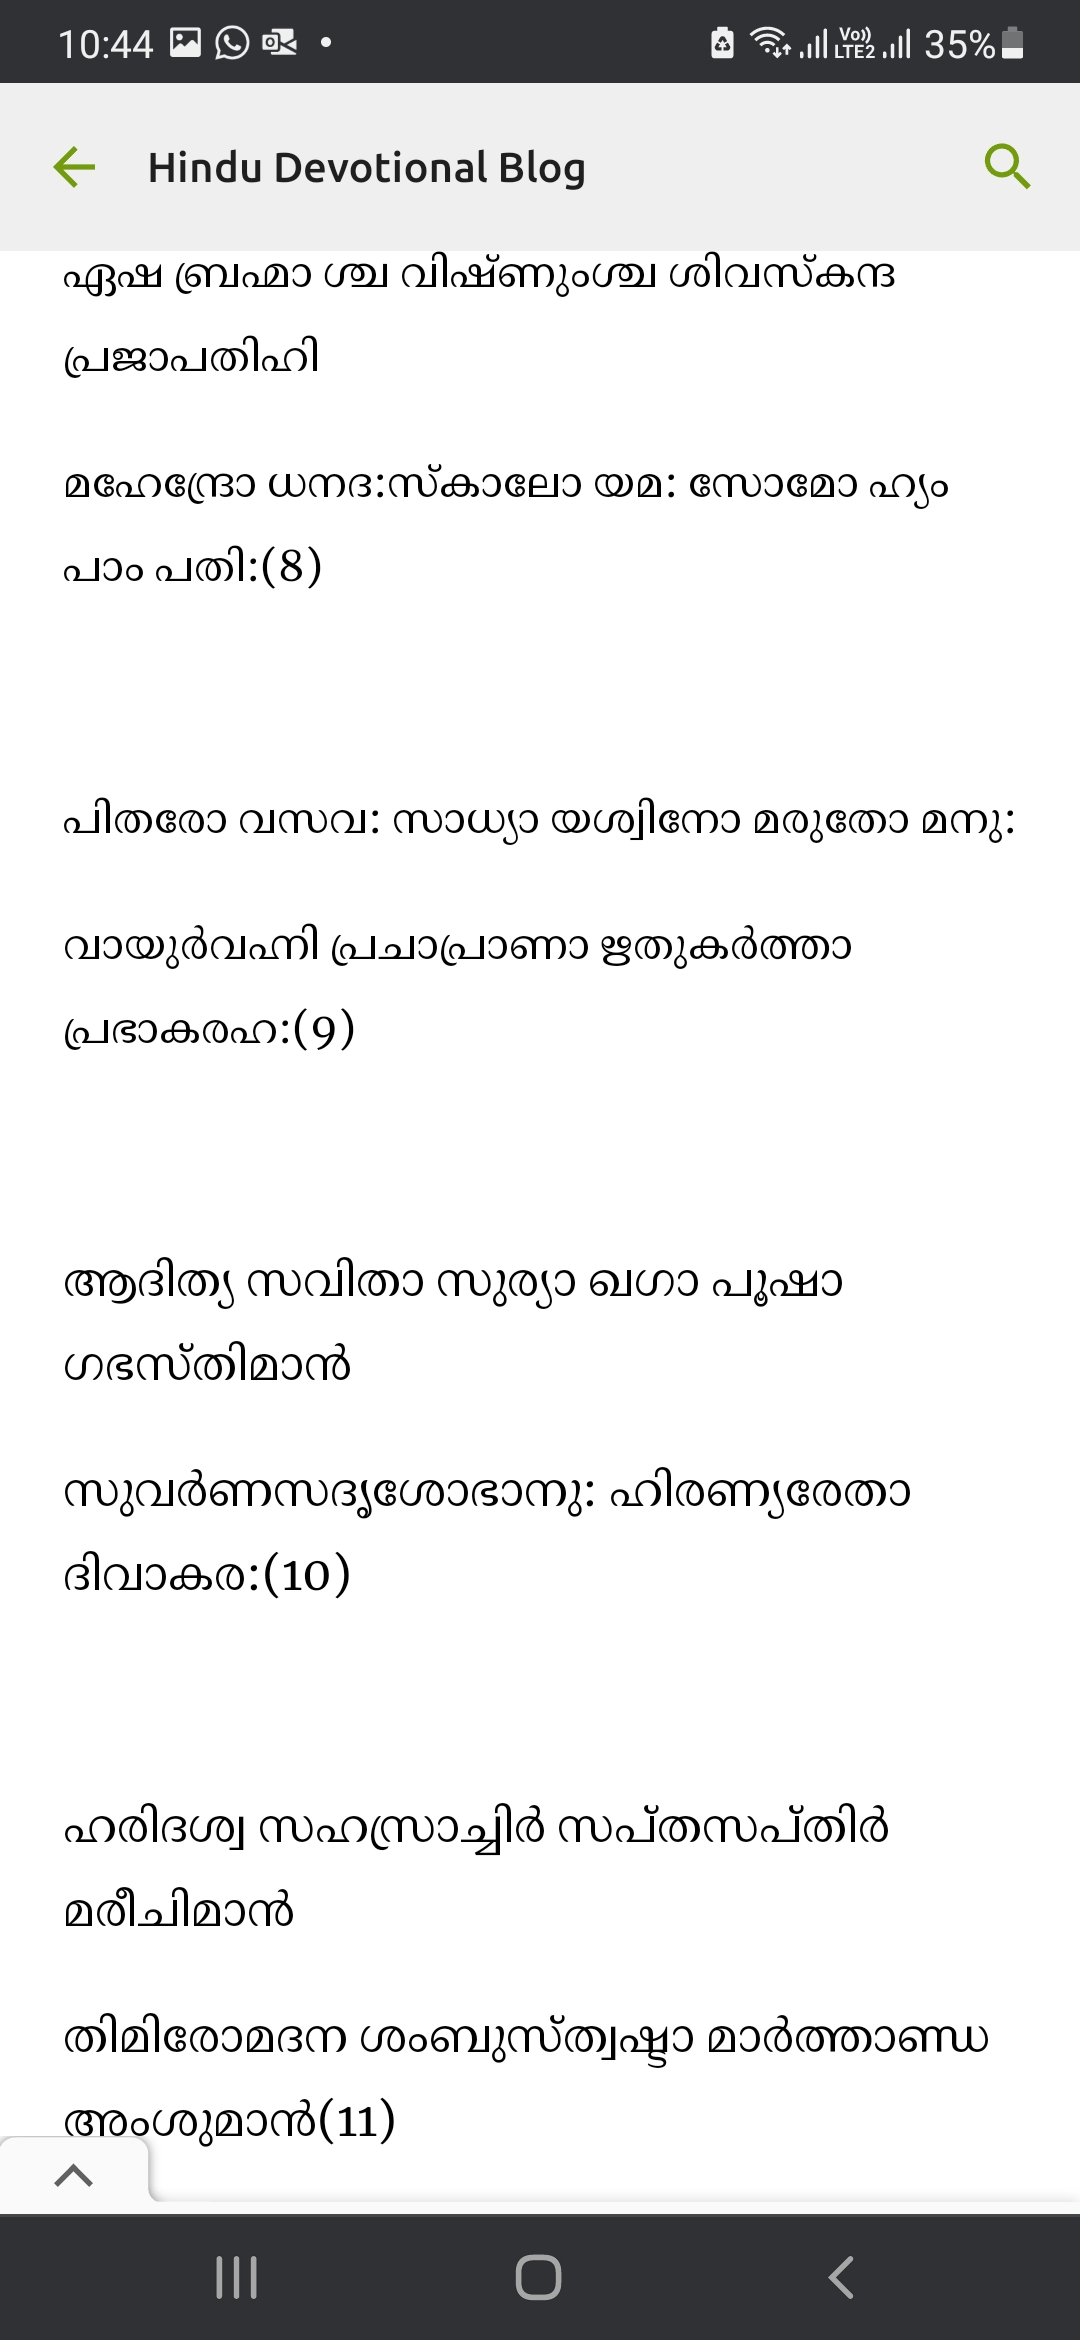 10:44
Vo))
LTE2
35%
Hindu Devotional Blog
ഏഷ ബ്രഹ്മാ ശ്ച വിഷ്ണുംശ്ച ശിവസ്കന്ദ
പ്രജാപതിഹി
മഹേന്ദ്രോ ധനദ:സ്കാലോ യമ: സോമോ ഹ്യം
പാം പതി:(8)
പിതരോ വസവ: സാധ്യാ യശ്വിനോ മരുതോ മനു:
വായുർവഹ്നി പ്രചാപ്രാണാ ഋതുകർത്താ
പ്രഭാകരഹ:(9)
ആദിത്യ സവിതാ സുര്യാ ഖഗാ പൂഷാ
ഗഭസ്തിമാൻ
സുവർണസദൃശോഭാനു: ഹിരണ്യരേതാ
ദിവാകര:(10)
ഹരിദശ്വ സഹസ്രാച്ചിർ സപ്തസപ്തിർ
മരീചിമാൻ
തിമിരോമദന ശംബുസ്ത്വഷ്ടാ മാർത്താണ്ഡ
അംശുമാൻ(11)